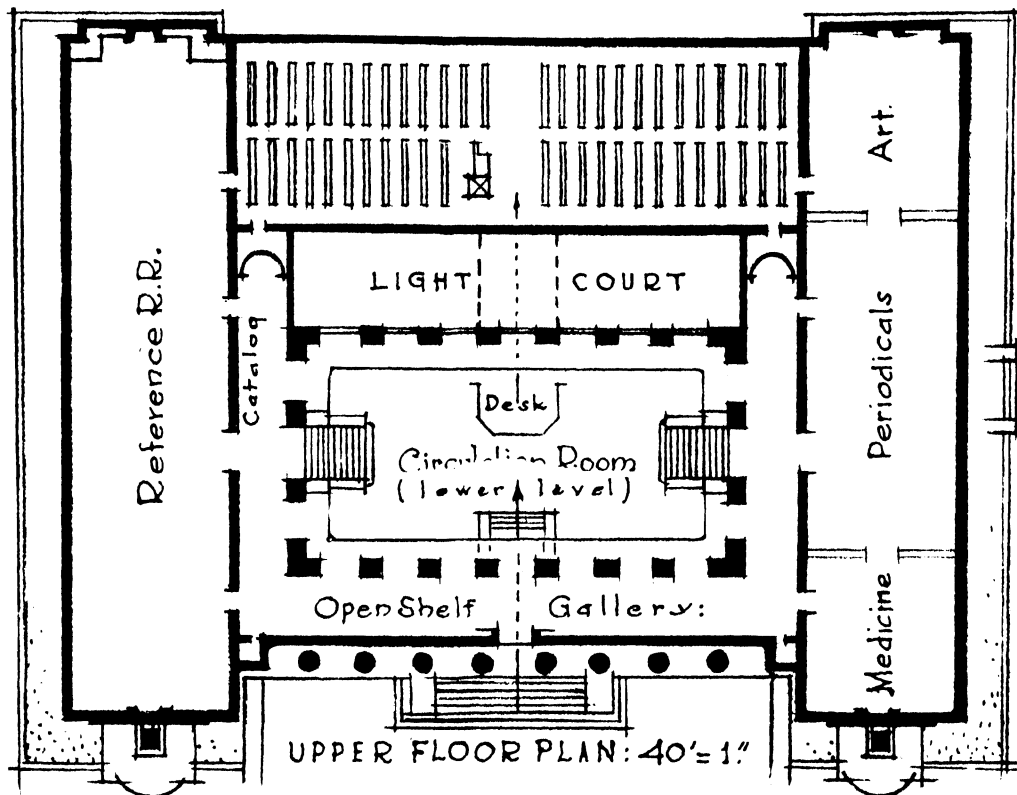 Art.
LIGHT COURT
Reference R.R.
Catalog
Periodicals
Desk
Circulation Room
(lower level)
Open Shelf Gallery:
Medicine
UPPER FLOOR PLAN: 40'=1."